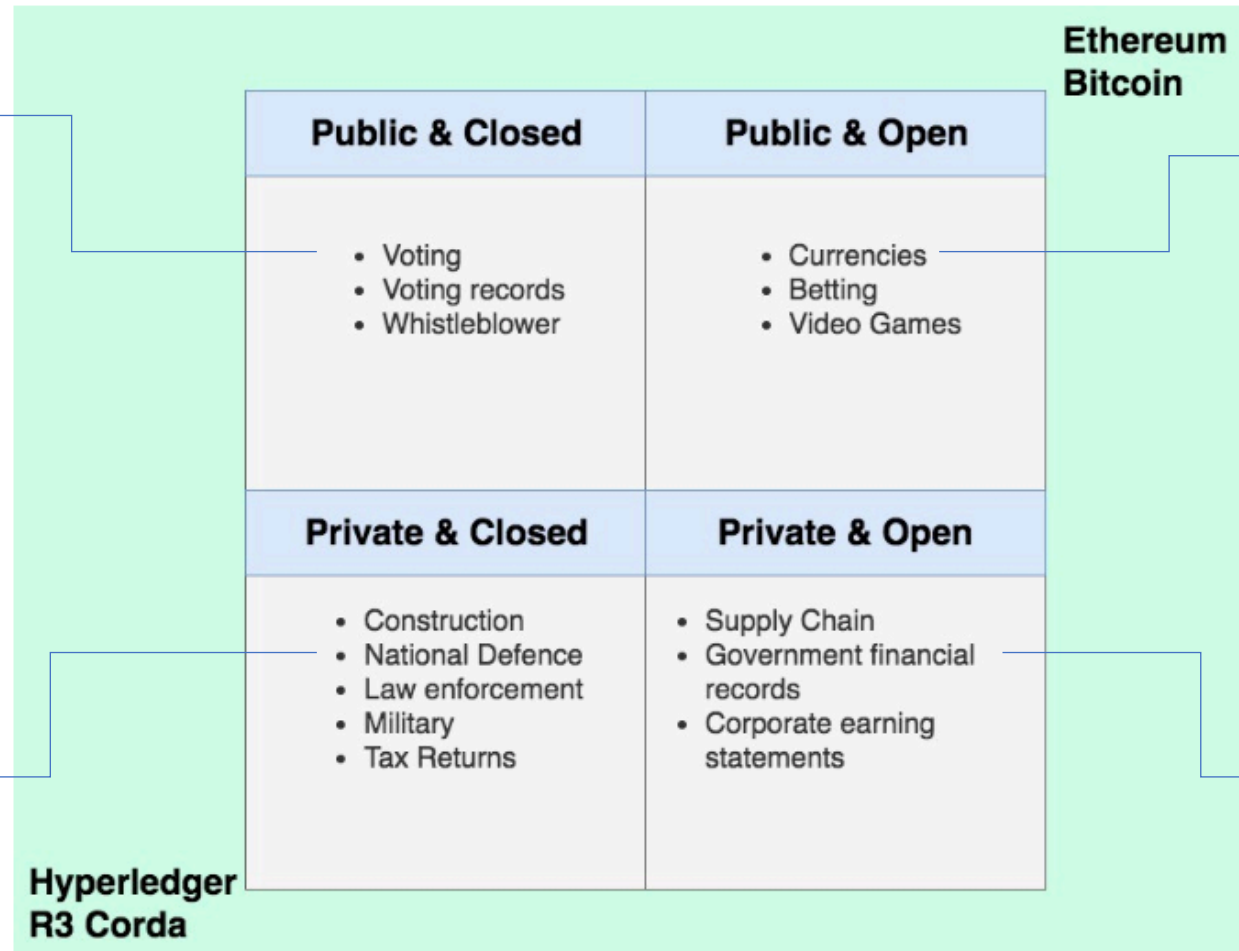 Ethereum
Bitcoin
Public & Closed
Public & Open
• Voting
• Voting records
• Whistleblower
• Currencies
• Betting
• Video Games
Private & Closed
Private & Open
• Construction
• National Defence
• Law enforcement
• Military
• Tax Returns
• Supply Chain
• Government financial
records
• Corporate earning
statements
Hyperledger
R3 Corda